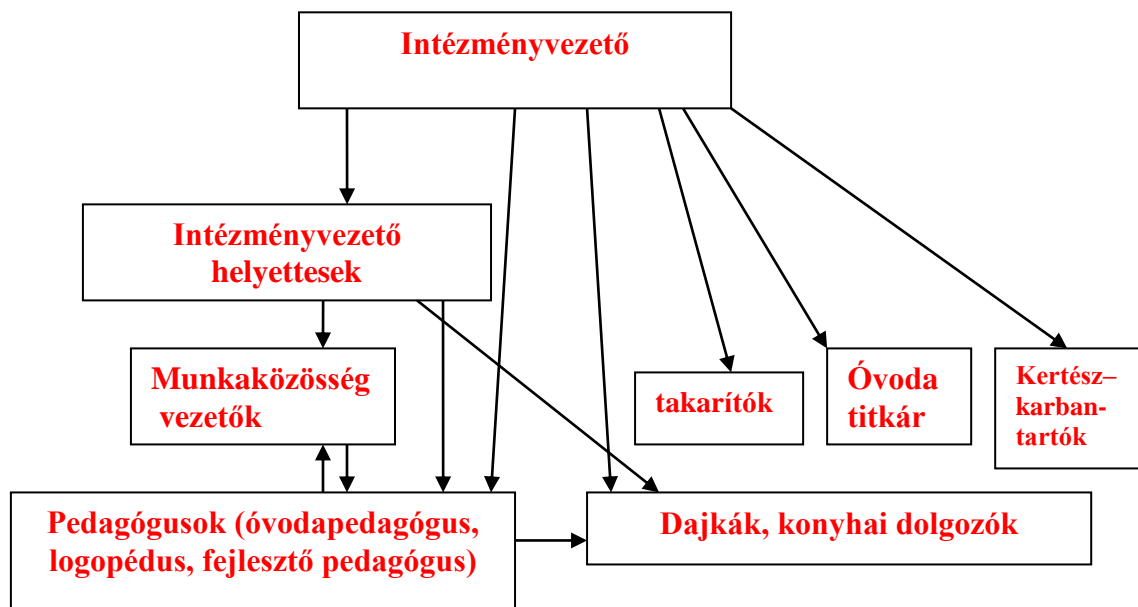 Intézményvezető
Intézményvezető
helyettesek
Munkaközösség
vezetők
takarítók
Óvoda
titkár
Kertész–
karban-
tartók
Pedagógusok (óvodapedagógus,
logopédus, fejlesztő pedagógus)
Dajkák, konyhai dolgozók